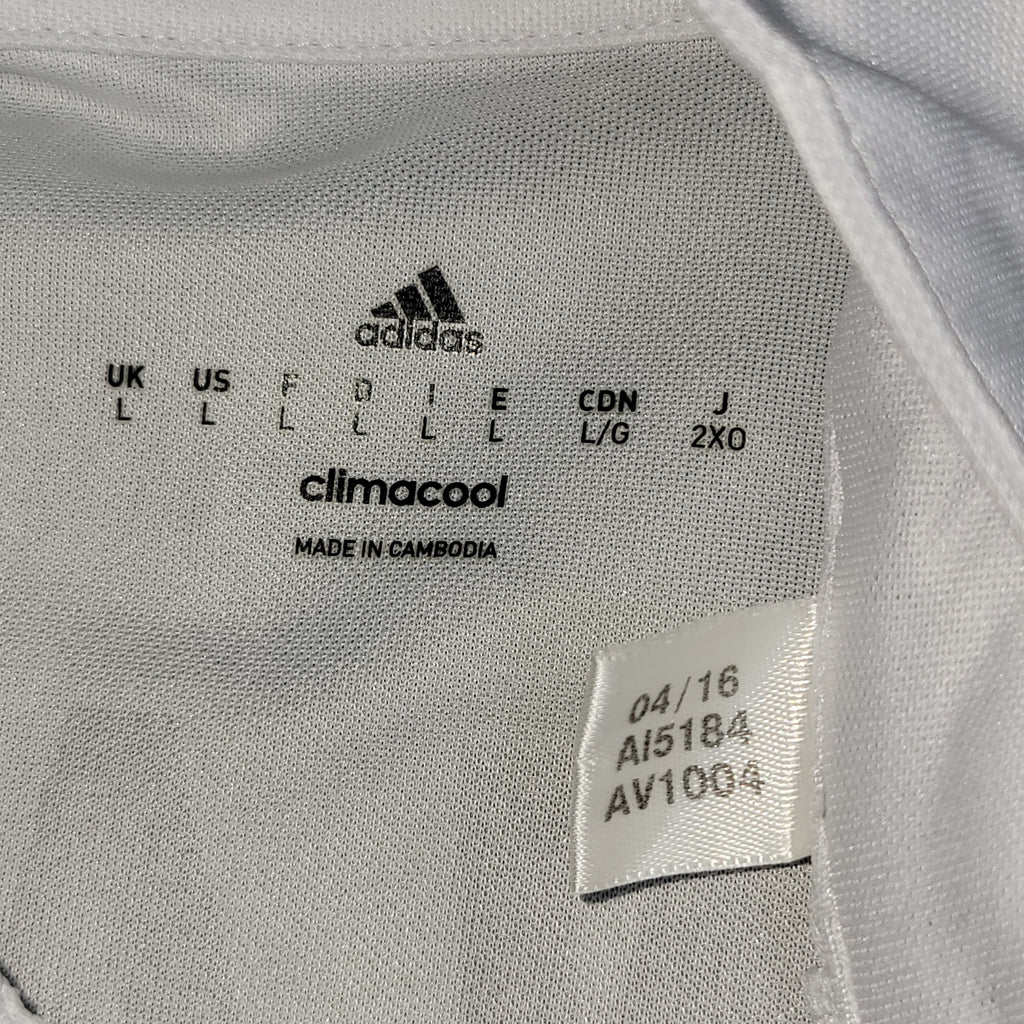 adidas
UK US F D I E CDN J
L L L L L L L/G 2XO
climacool
MADE IN CAMBODIA
04/16
AI5184
AV1004